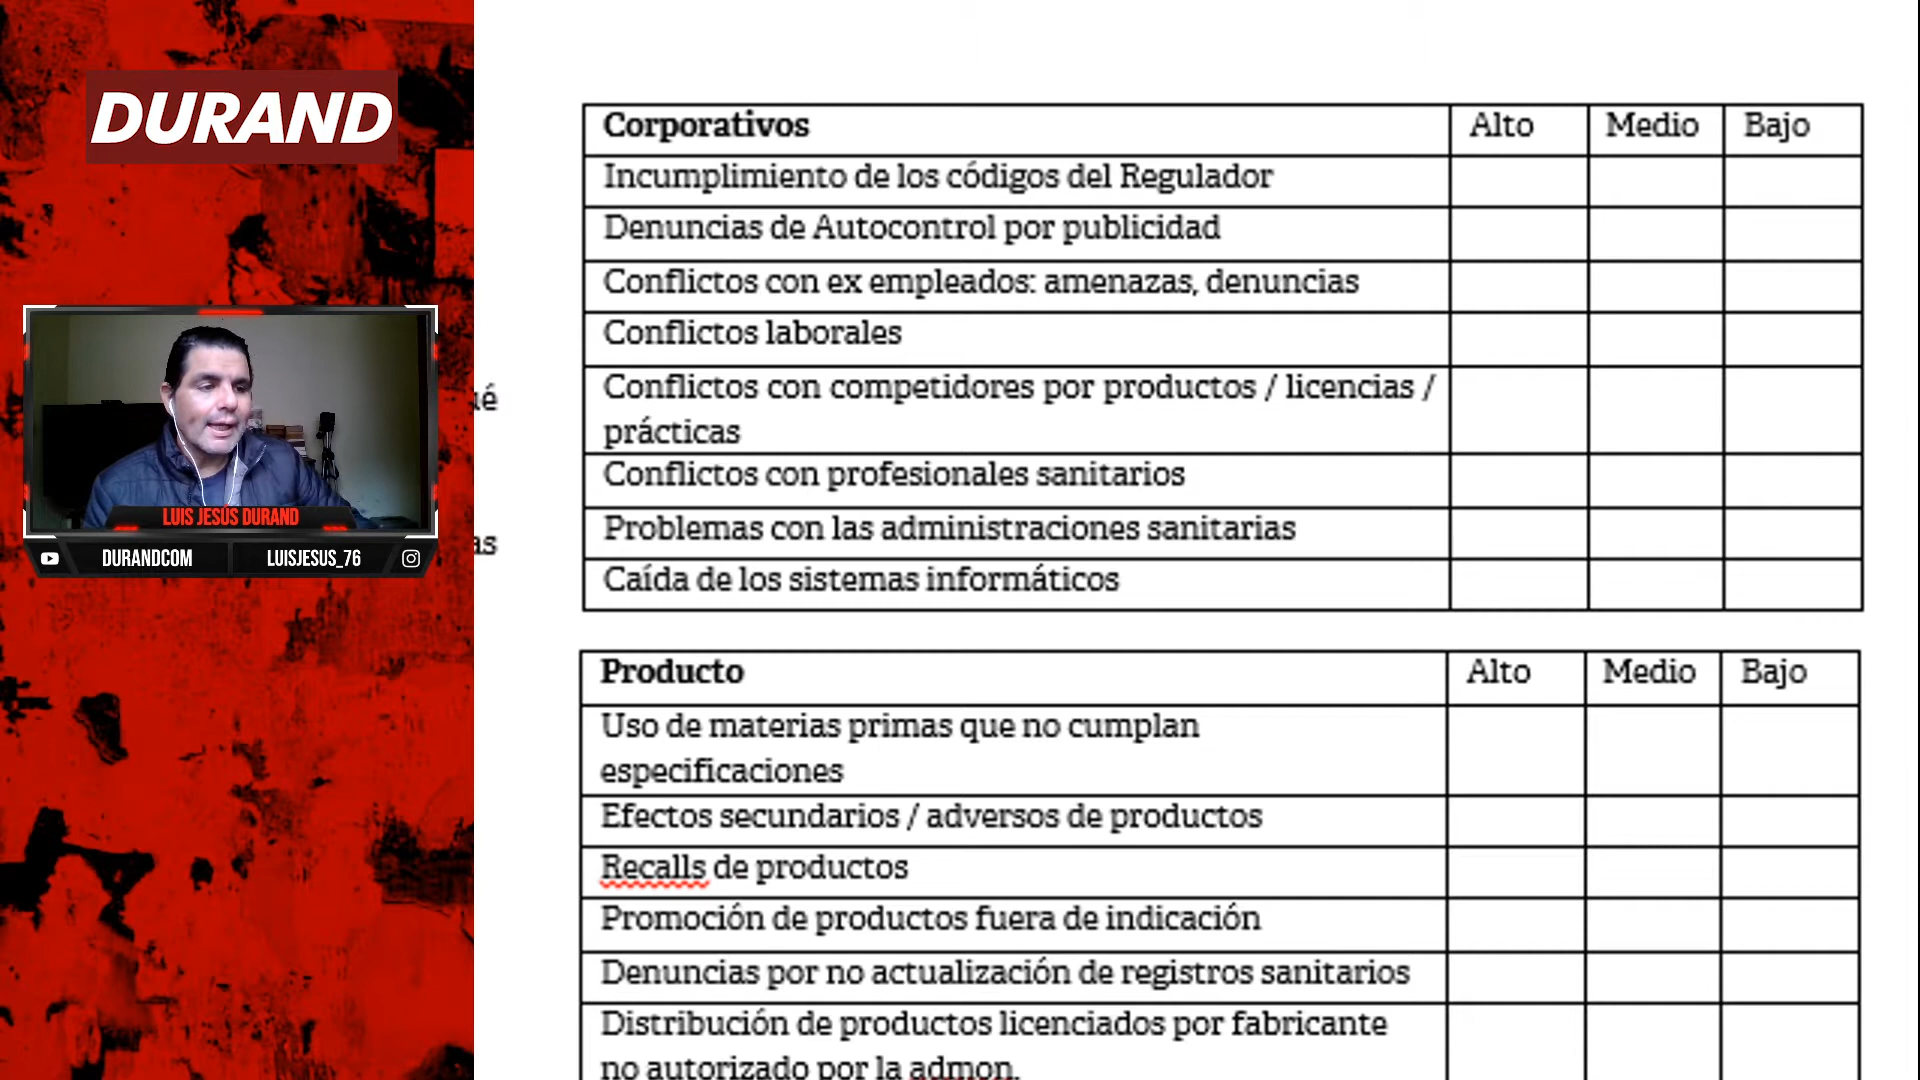 DURAND
LUIS JESÚS DURAND
DURANDCOM
LUISJESUS_76
Corporativos Alto Medio Bajo
Incumplimiento de los códigos del Regulador
Denuncias de Autocontrol por publicidad
Conflictos con ex empleados: amenazas, denuncias
Conflictos laborales
Conflictos con competidores por productos / licencias /
prácticas
Conflictos con profesionales sanitarios
Problemas con las administraciones sanitarias
Caída de los sistemas informáticos
Producto Alto Medio Bajo
Uso de materias primas que no cumplan
especificaciones
Efectos secundarios / adversos de productos
Recalls de productos
Promoción de productos fuera de indicación
Denuncias por no actualización de registros sanitarios
Distribución de productos licenciados por fabricante
no autorizado por la admon.